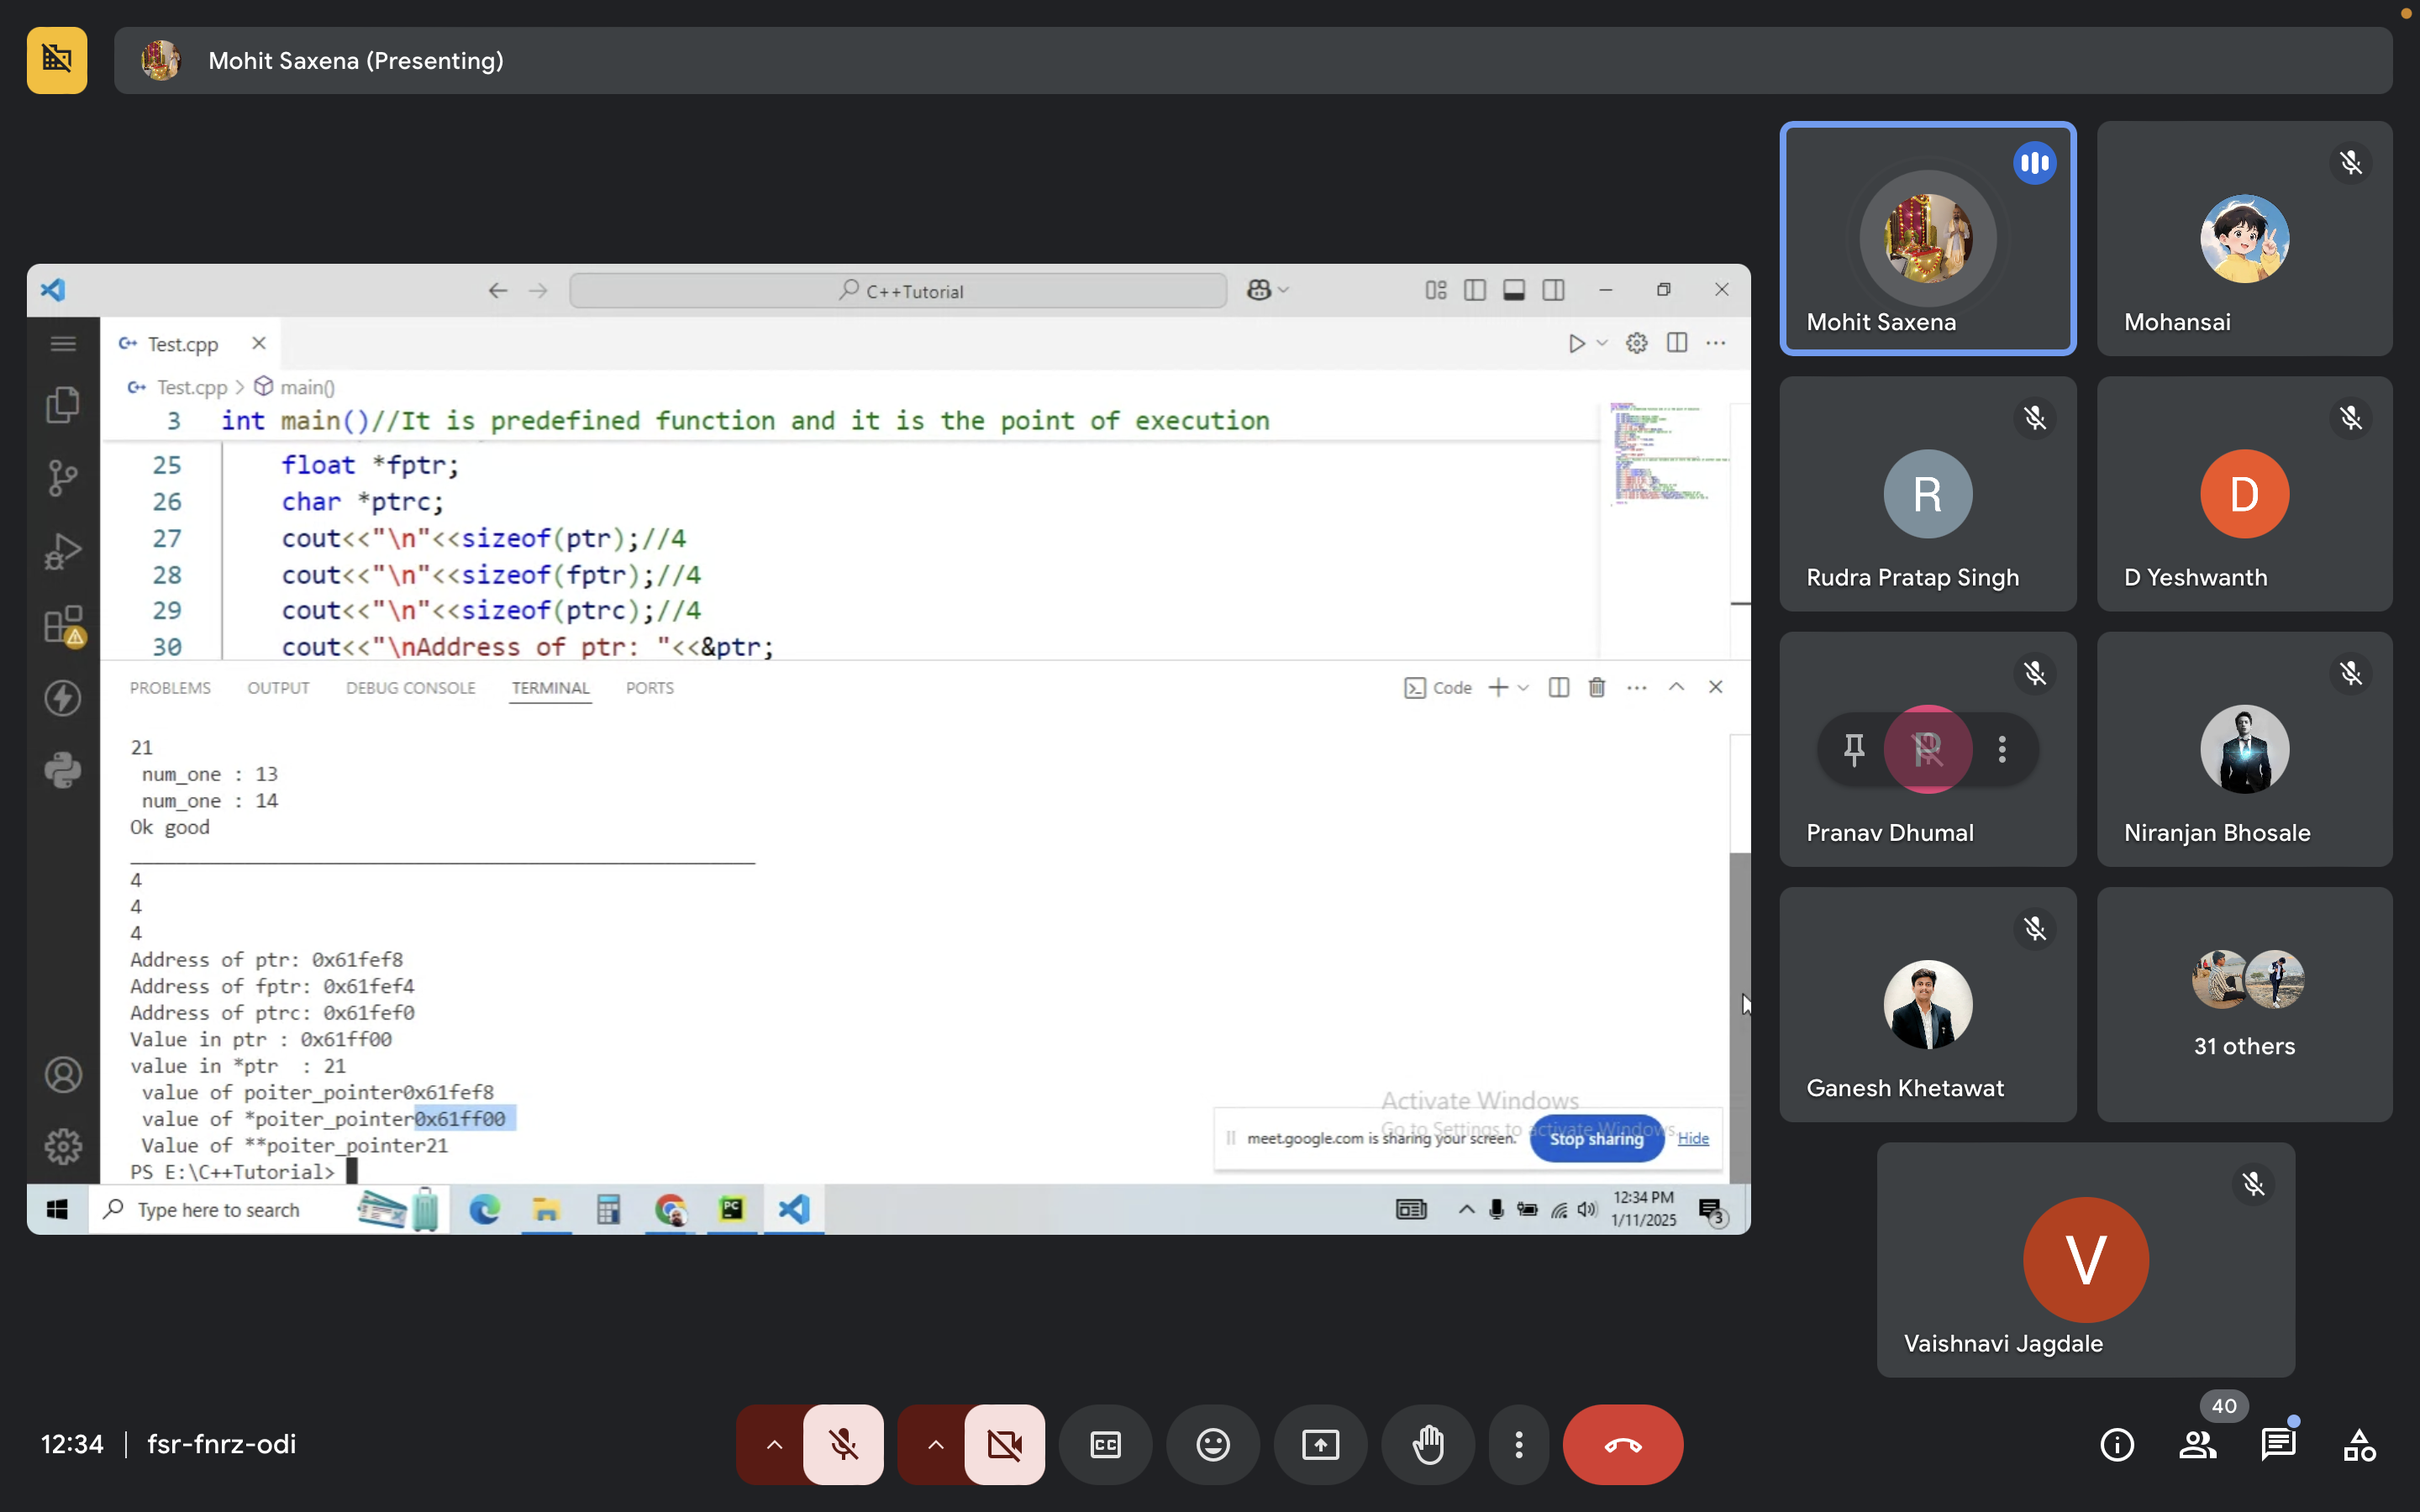 Mohit Saxena (Presenting)
C++Tutorial
Test.cpp
Test.cpp > main()
3 int main()//It is predefined function and it is the point of execution
25 float *fptr;
26 char *ptrc;
27 cout<<"\n"<<sizeof(ptr);//4
28 cout<<"\n"<<sizeof(fptr);//4
29 cout<<"\n"<<sizeof(ptrc);//4
30 cout<<"\nAddress of ptr: "<<&ptr;
PROBLEMS OUTPUT DEBUG CONSOLE TERMINAL PORTS
Code
21
num_one : 13
num_one : 14
Ok good
4
4
4
Address of ptr: 0x61fef8
Address of fptr: 0x61fef4
Address of ptrc: 0x61fef0
Value in ptr : 0x61ff00
value in *ptr : 21
value of poiter_pointer0x61fef8
value of *poiter_pointer0x61ff00
Value of **poiter_pointer21
PS E:\C++Tutorial>
Activate Windows
Go to Settings to activate Windows.
meet.google.com is sharing your screen.
Stop sharing
Hide
Type here to search
PC
12:34 PM
1/11/2025
3
Mohit Saxena
Mohansai
R
Rudra Pratap Singh
D
D Yeshwanth
P
Pranav Dhumal
Niranjan Bhosale
Ganesh Khetawat
31 others
V
Vaishnavi Jagdale
12:34 | fsr-fnrz-odi
CC
40